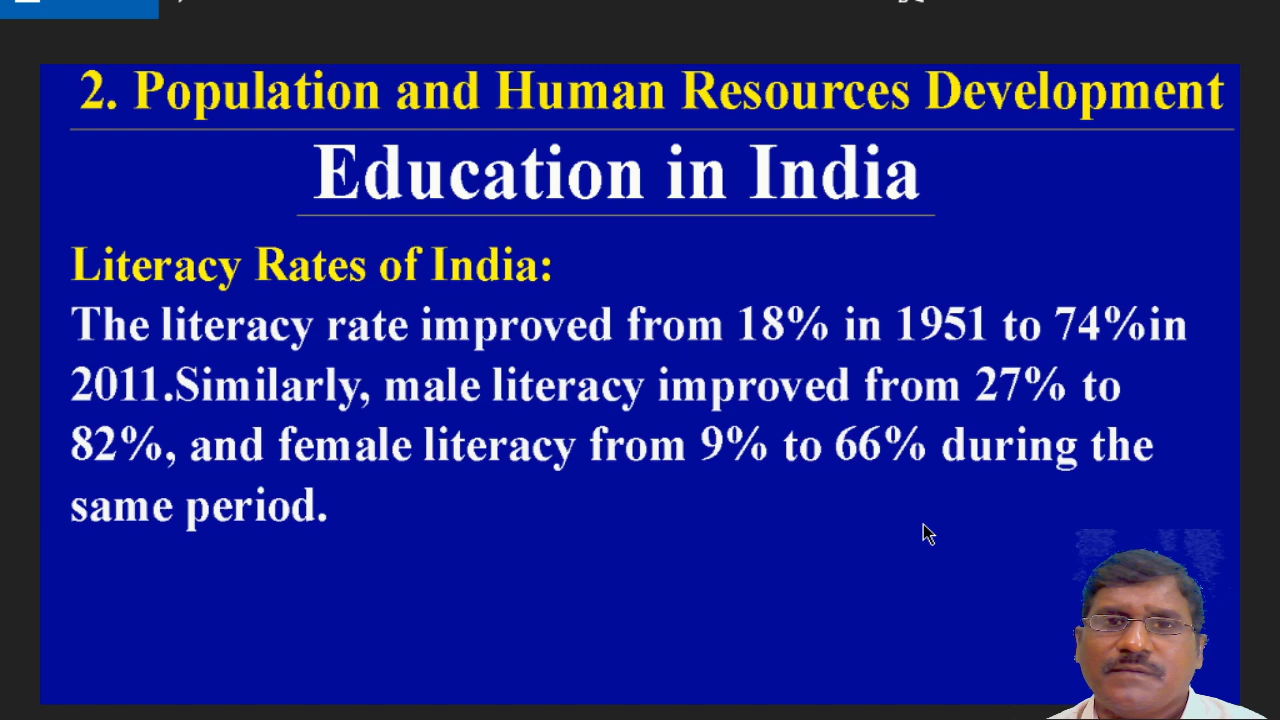 2. Population and Human Resources Development
Education in India
Literacy Rates of India:
The literacy rate improved from 18% in 1951 to 74%in
2011.Similarly, male literacy improved from 27% to
82%, and female literacy from 9% to 66% during the
same period.